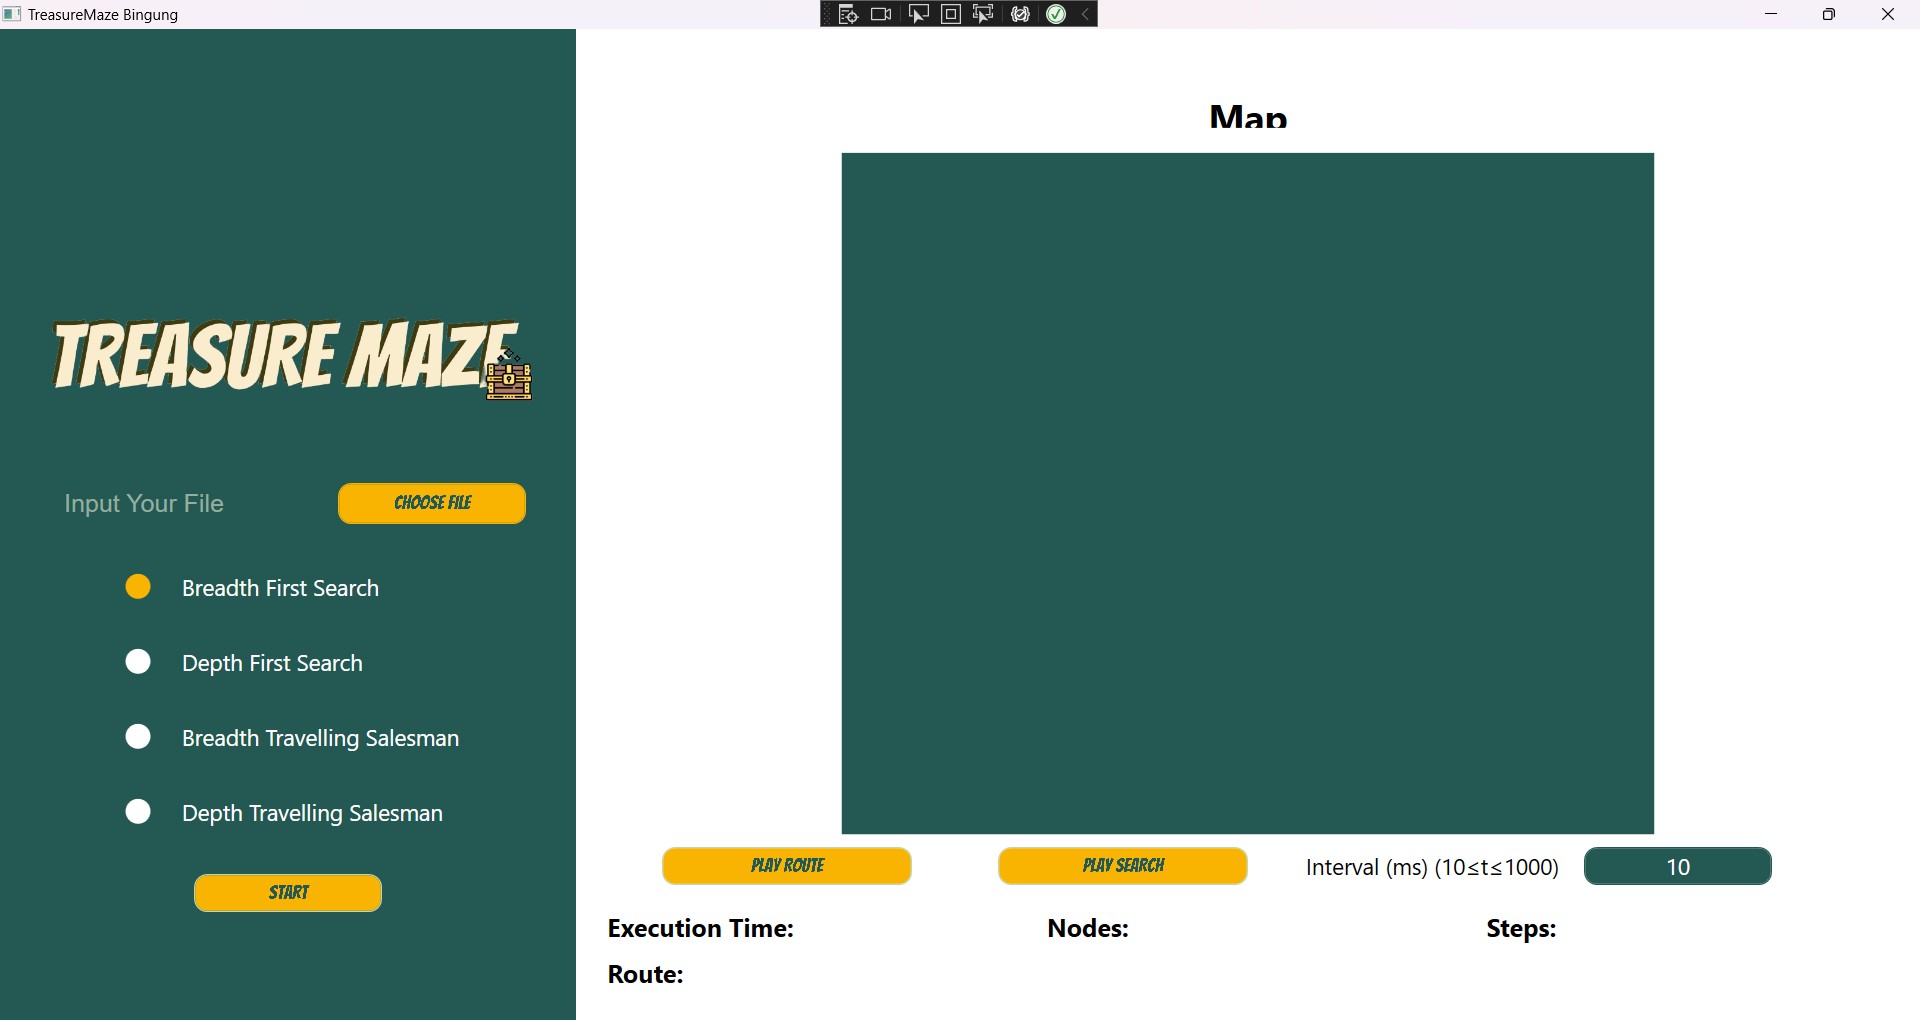 TreasureMaze Bingung
TREASURE MAZE
Input Your File
CHOOSE FILE
Breadth First Search
Depth First Search
Breadth Travelling Salesman
Depth Travelling Salesman
START
Map
PLAY ROUTE
PLAY SEARCH
Interval (ms) (10≤t≤1000)
10
Execution Time:
Nodes:
Steps:
Route: